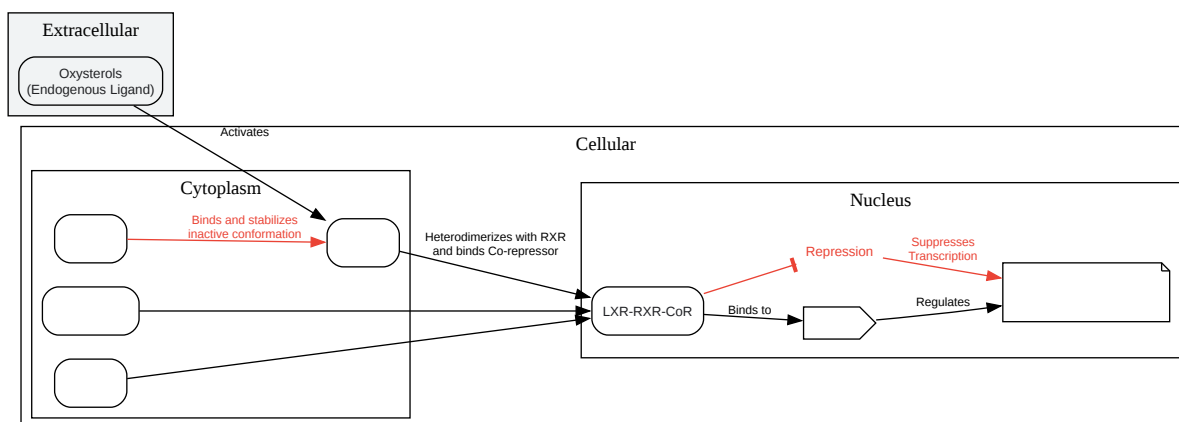 Extracellular
Oxysterols
(Endogenous Ligand)
Activates
Cellular
Cytoplasm
Binds and stabilizes
inactive conformation
Heterodimerizes with RXR
and binds Co-repressor
Nucleus
Repression
Suppresses
Transcription
LXR-RXR-CoR
Binds to
Regulates